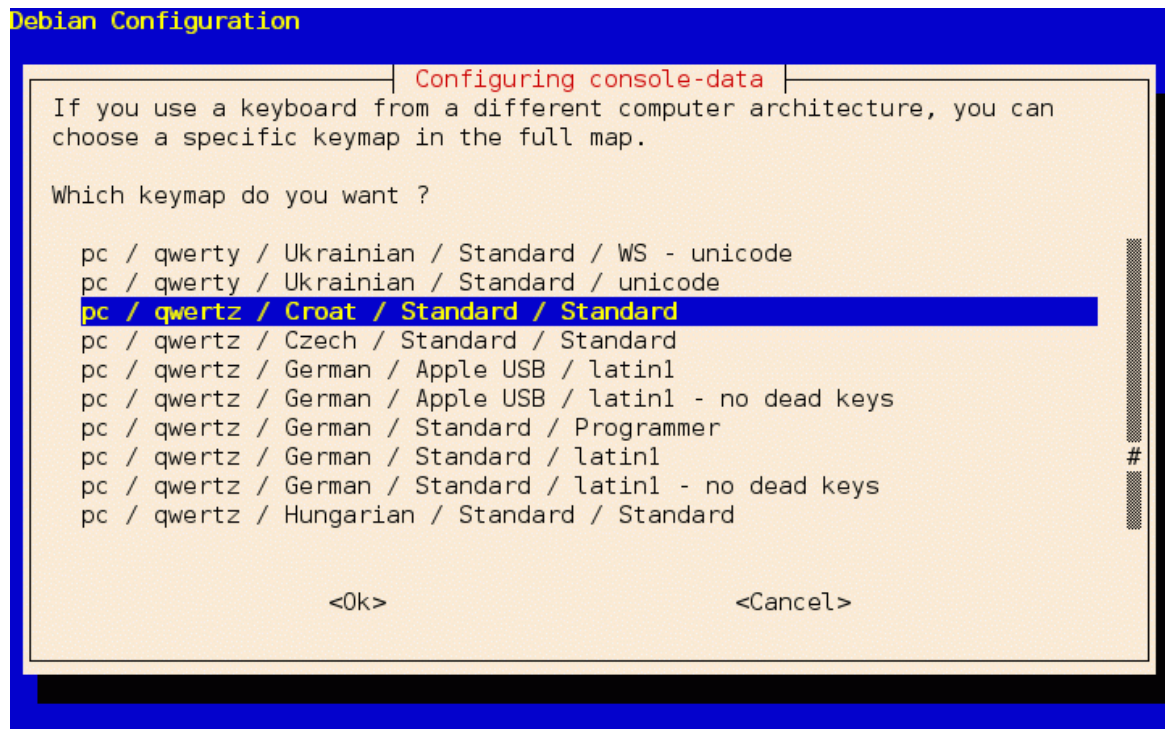 Debian Configuration
Configuring console-data
If you use a keyboard from a different computer architecture, you can
choose a specific keymap in the full map.
Which keymap do you want ?
pc / qwerty / Ukrainian / Standard / WS - unicode
pc / qwerty / Ukrainian / Standard / unicode
pc / qwertz / Croat / Standard / Standard
pc / qwertz / Czech / Standard / Standard
pc / qwertz / German / Apple USB / latin1
pc / qwertz / German / Apple USB / latin1 - no dead keys
pc / qwertz / German / Standard / Programmer
pc / qwertz / German / Standard / latin1 #
pc / qwertz / German / Standard / latin1 - no dead keys
pc / qwertz / Hungarian / Standard / Standard
<Ok> <Cancel>